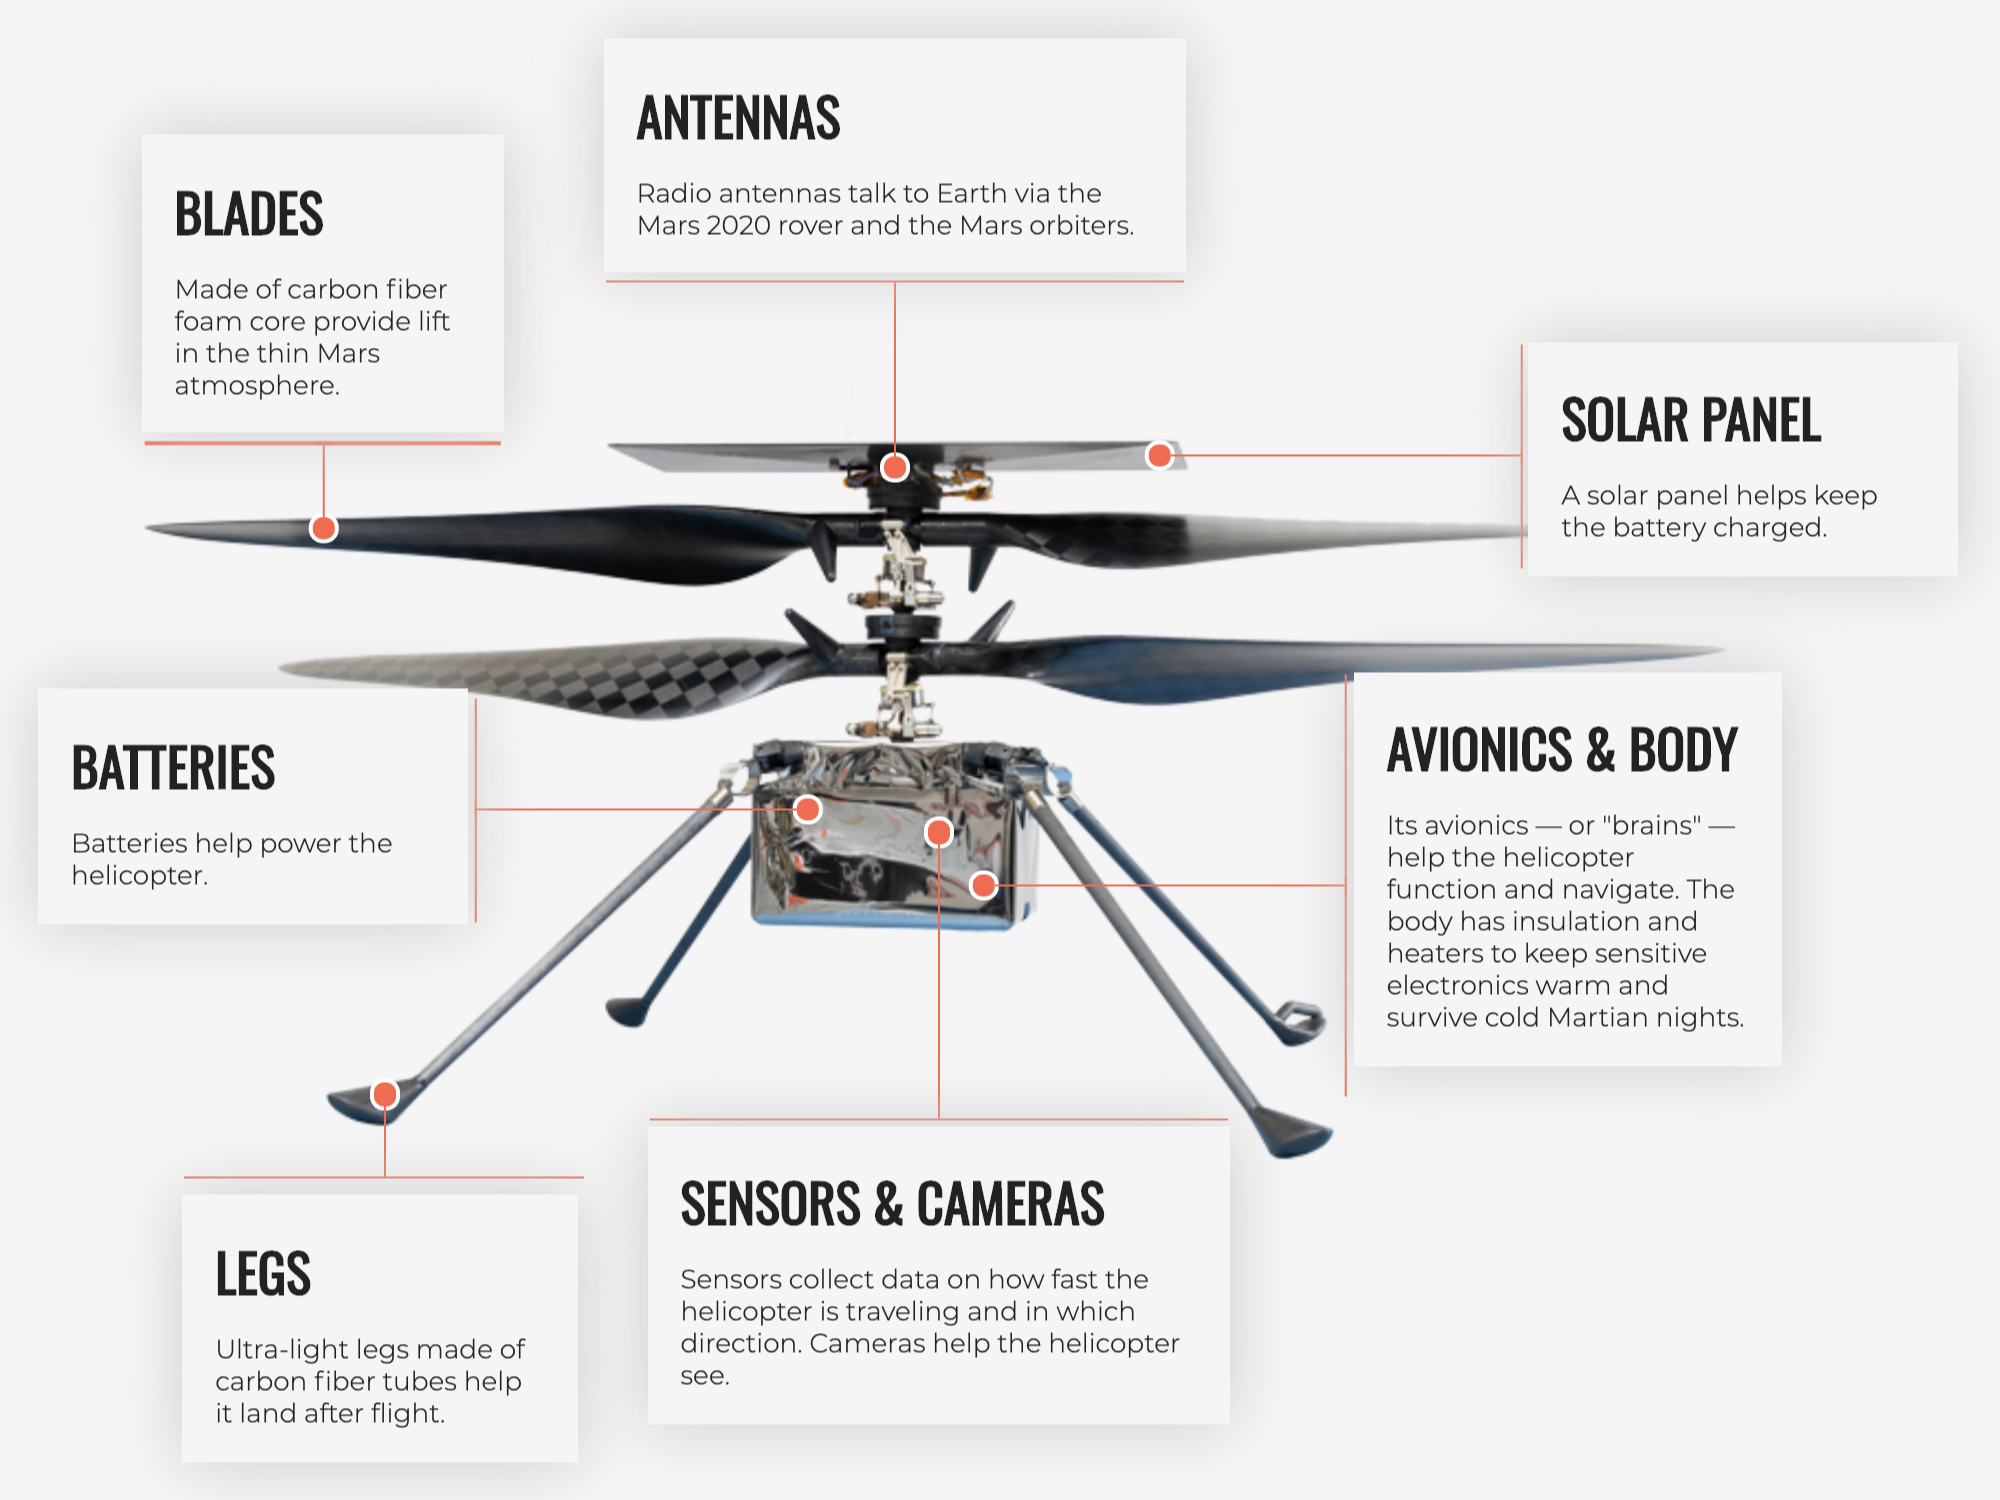 ANTENNAS
Radio antennas talk to Earth via the
Mars 2020 rover and the Mars orbiters.
BLADES
Made of carbon fiber
foam core provide lift
in the thin Mars
atmosphere.
SOLAR PANEL
A solar panel helps keep
the battery charged.
BATTERIES
Batteries help power the
helicopter.
AVIONICS & BODY
Its avionics — or "brains" —
help the helicopter
function and navigate. The
body has insulation and
heaters to keep sensitive
electronics warm and
survive cold Martian nights.
LEGS
Ultra-light legs made of
carbon fiber tubes help
it land after flight.
SENSORS & CAMERAS
Sensors collect data on how fast the
helicopter is traveling and in which
direction. Cameras help the helicopter
see.